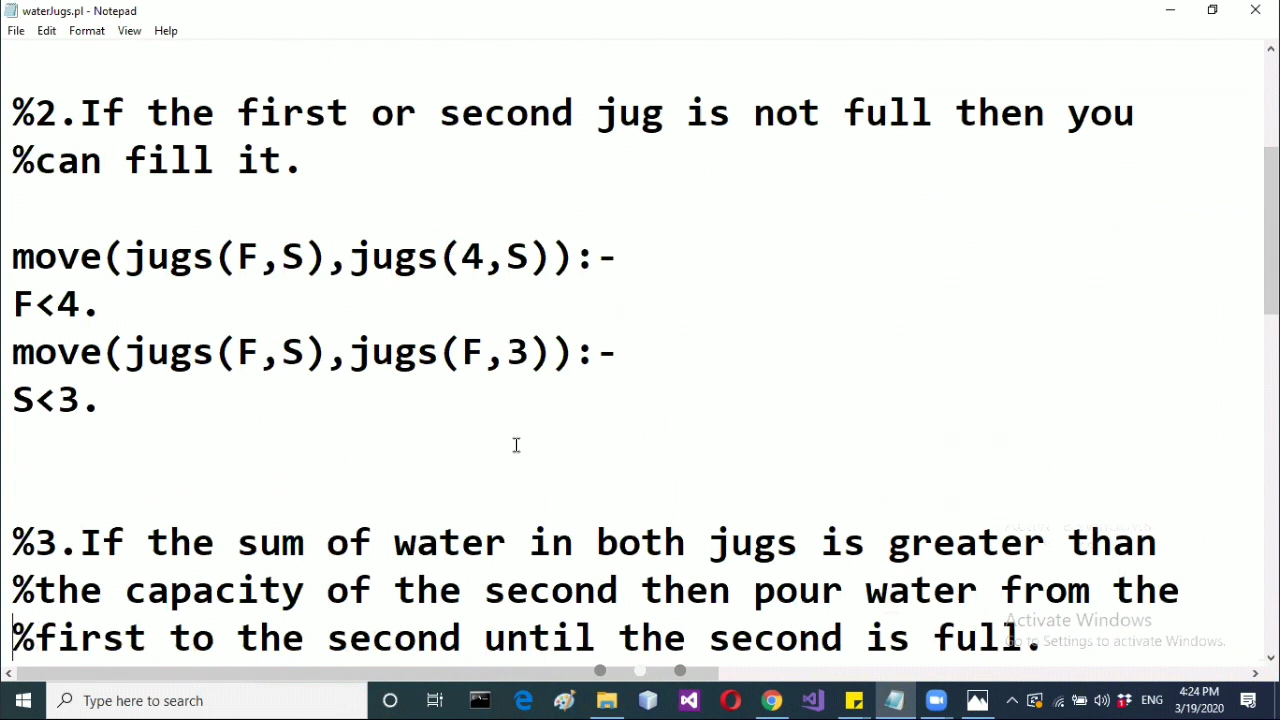 waterJugs.pl - Notepad
File Edit Format View Help
%2.If the first or second jug is not full then you
%can fill it.
move(jugs(F,S),jugs(4,S)):-
F<4.
move(jugs(F,S),jugs(F,3)):-
S<3.
%3.If the sum of water in both jugs is greater than
%the capacity of the second then pour water from the
%first to the second until the second is full.
Activate Windows
Go to Settings to activate Windows.
Type here to search
ENG
4:24 PM
3/19/2020